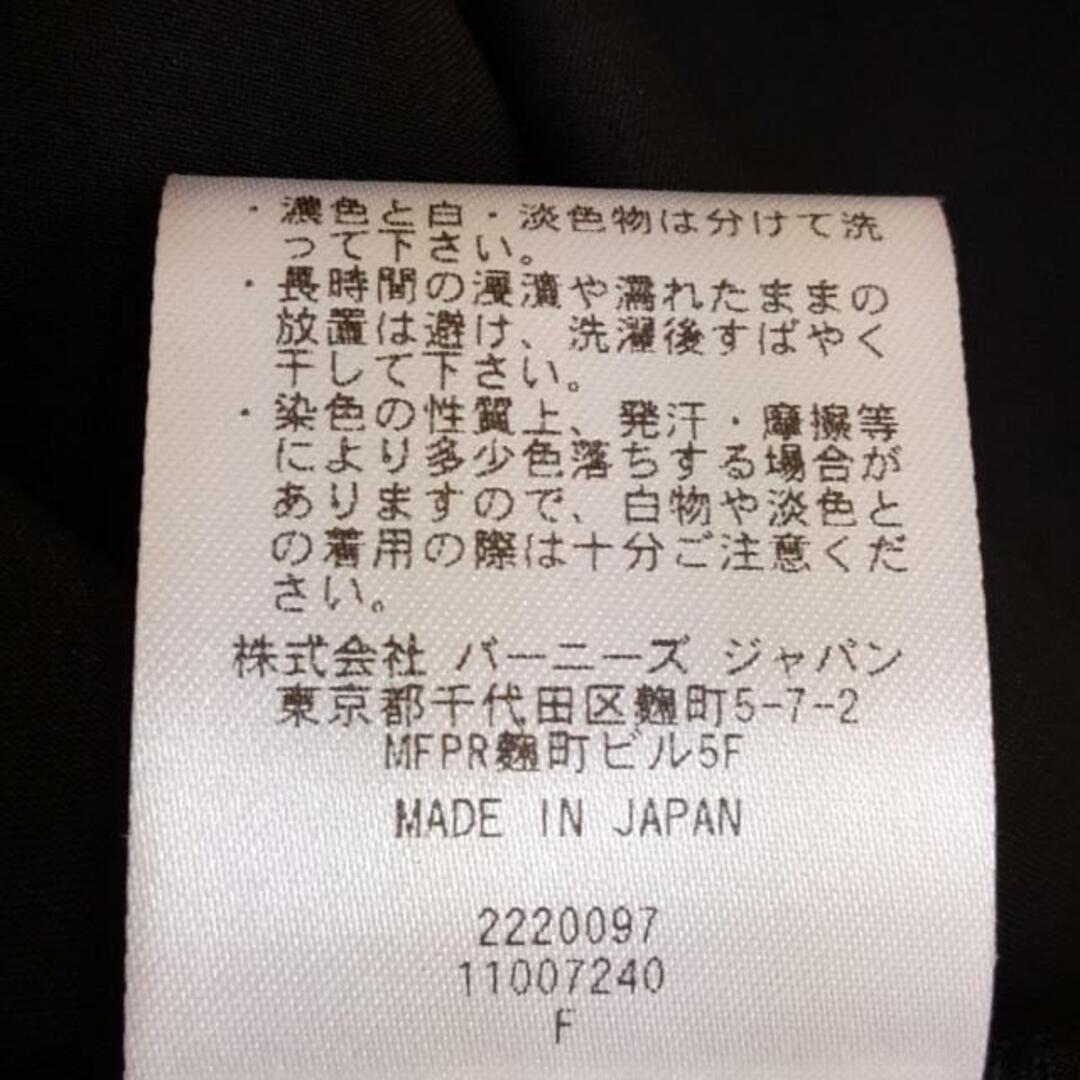 ・濃色と白・淡色物は分けて洗
って下さい。
・長時間の浸漬や濡れたままの
放置は避け、洗濯後すばやく
干して下さい。
・染色の性質上、発汗・摩擦等
により多少色落ちする場合が
ありますので、白物や淡色と
の着用の際は十分ご注意くだ
さい。
株式会社 バーニーズ ジャパン
東京都千代田区麹町5-7-2
MFPR麹町ビル5F
MADE IN JAPAN
2220097
11007240
F